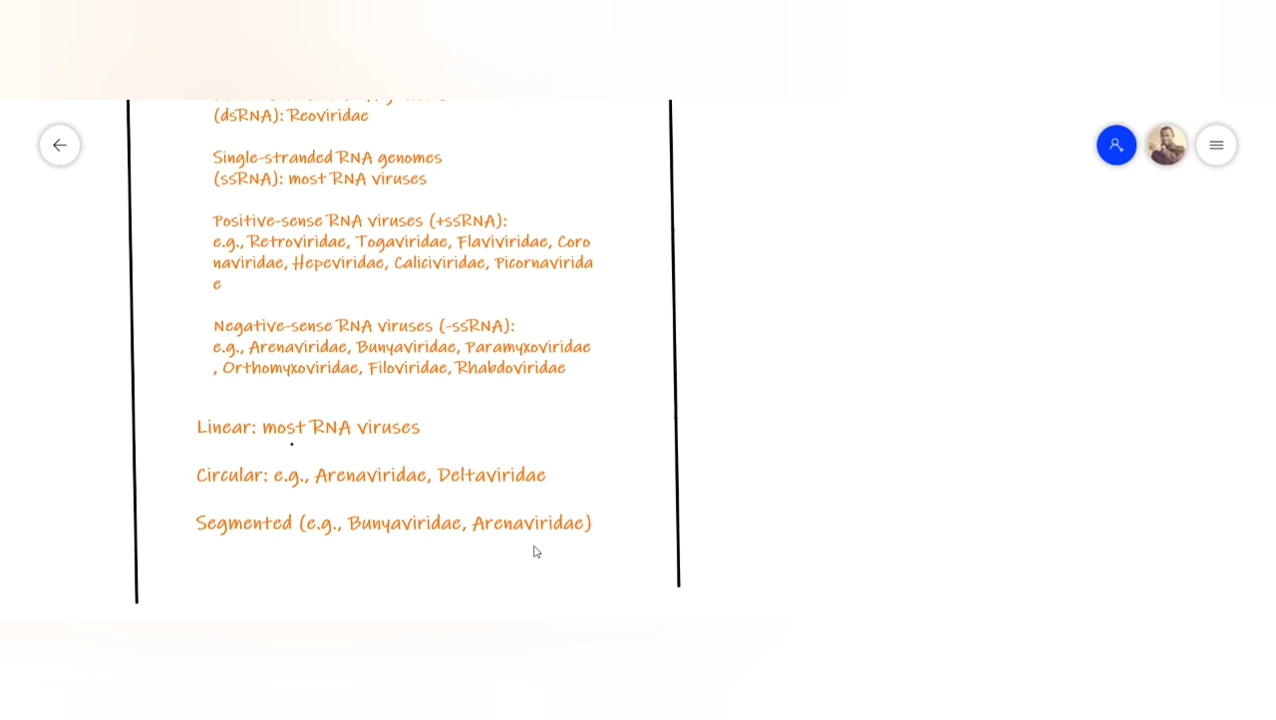 (dsRNA): Reoviridae
Single-stranded RNA genomes
(ssRNA): most RNA viruses
Positive-sense RNA viruses (+ssRNA):
e.g., Retroviridae, Togaviridae, Flaviviridae, Coro
naviridae, Hepeviridae, Caliciviridae, Picornavirida
e
Negative-sense RNA viruses (-ssRNA):
e.g., Arenaviridae, Bunyaviridae, Paramyxoviridae
, Orthomyxoviridae, Filoviridae, Rhabdoviridae
Linear: most RNA viruses
Circular: e.g., Arenaviridae, Deltaviridae
Segmented (e.g., Bunyaviridae, Arenaviridae)